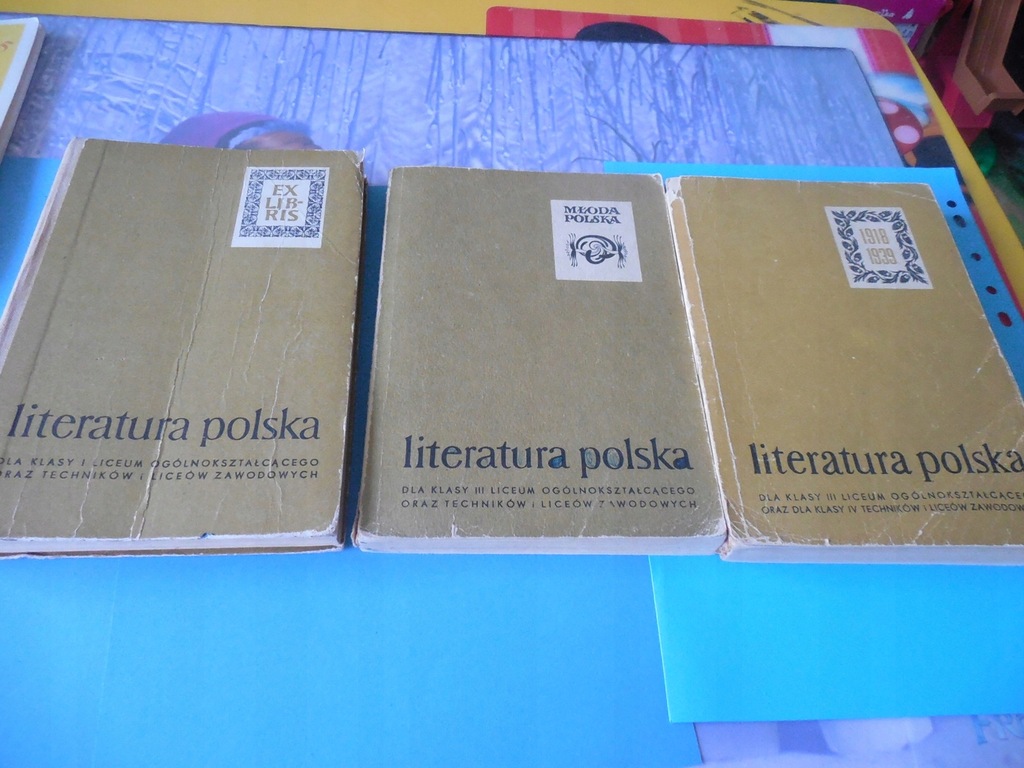 EX
LIB-
RIS
literatura polska
DLA KLASY I LICEUM OGÓLNOKSZTAŁCĄCEGO
ORAZ TECHNIKÓW i LICEÓW ZAWODOWYCH
MŁODA
POLSKA
literatura polska
DLA KLASY III LICEUM OGÓLNOKSZTAŁCĄCEGO
ORAZ TECHNIKÓW i LICEÓW ZAWODOWYCH
1918
1939
literatura polska
DLA KLASY III LICEUM OGÓLNOKSZTAŁCĄCE
ORAZ DLA KLASY IV TECHNIKÓW i LICEÓW ZAWODOW